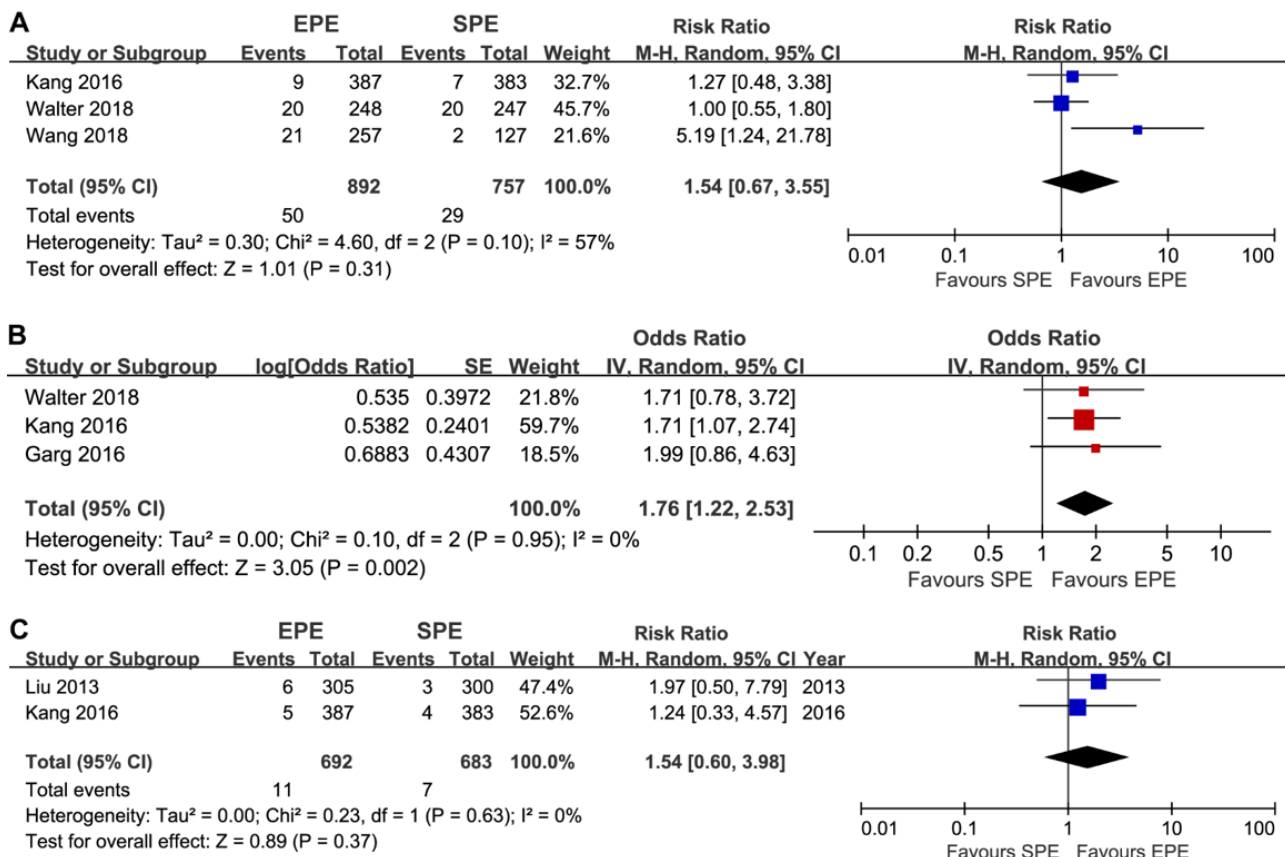 A EPE SPE Risk Ratio Risk Ratio
Study or Subgroup Events Total Events Total Weight M-H, Random, 95% CI M-H, Random, 95% CI
Kang 2016 9 387 7 383 32.7% 1.27 [0.48, 3.38]
Walter 2018 20 248 20 247 45.7% 1.00 [0.55, 1.80]
Wang 2018 21 257 2 127 21.6% 5.19 [1.24, 21.78]
Total (95% CI) 892 757 100.0% 1.54 [0.67, 3.55]
Total events 50 29
Heterogeneity: Tau² = 0.30; Chi² = 4.60, df = 2 (P = 0.10); I² = 57%
Test for overall effect: Z = 1.01 (P = 0.31)
0.01 0.1 1 10 100
Favours SPE Favours EPE
B Odds Ratio Odds Ratio
Study or Subgroup log[Odds Ratio] SE Weight IV, Random, 95% CI IV, Random, 95% CI
Walter 2018 0.535 0.3972 21.8% 1.71 [0.78, 3.72]
Kang 2016 0.5382 0.2401 59.7% 1.71 [1.07, 2.74]
Garg 2016 0.6883 0.4307 18.5% 1.99 [0.86, 4.63]
Total (95% CI) 100.0% 1.76 [1.22, 2.53]
Heterogeneity: Tau² = 0.00; Chi² = 0.10, df = 2 (P = 0.95); I² = 0%
Test for overall effect: Z = 3.05 (P = 0.002)
0.1 0.2 0.5 1 2 5 10
Favours SPE Favours EPE
C EPE SPE Risk Ratio Risk Ratio
Study or Subgroup Events Total Events Total Weight M-H, Random, 95% CI Year M-H, Random, 95% CI
Liu 2013 6 305 3 300 47.4% 1.97 [0.50, 7.79] 2013
Kang 2016 5 387 4 383 52.6% 1.24 [0.33, 4.57] 2016
Total (95% CI) 692 683 100.0% 1.54 [0.60, 3.98]
Total events 11 7
Heterogeneity: Tau² = 0.00; Chi² = 0.23, df = 1 (P = 0.63); I² = 0%
Test for overall effect: Z = 0.89 (P = 0.37)
0.01 0.1 1 10 100
Favours SPE Favours EPE